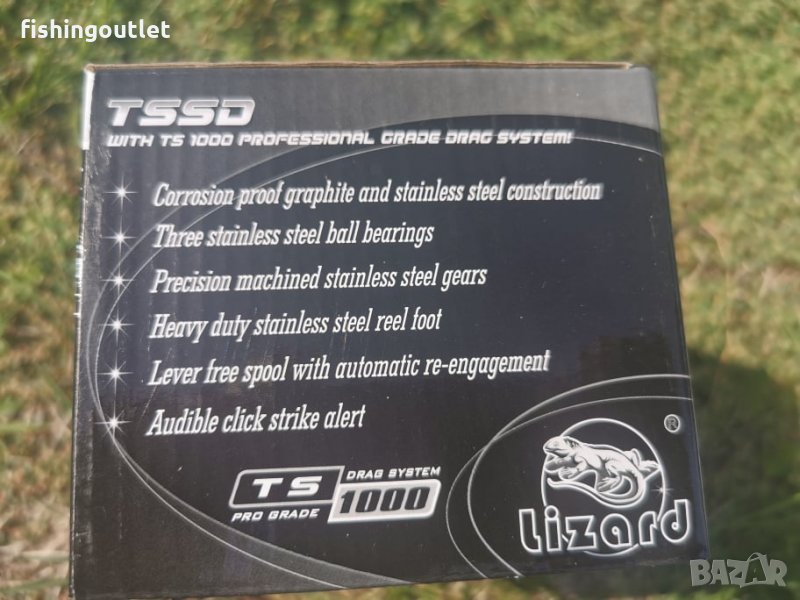 fishingoutlet
TSSD
WITH TS 1000 PROFESSIONAL GRADE DRAG SYSTEM!
Corrosion proof graphite and stainless steel construction
Three stainless steel ball bearings
Precision machined stainless steel gears
Heavy duty stainless steel reel foot
Lever free spool with automatic re-engagement
Audible click strike alert
TS
PRO GRADE
DRAG SYSTEM
1000
®
Lizard
BAZAR